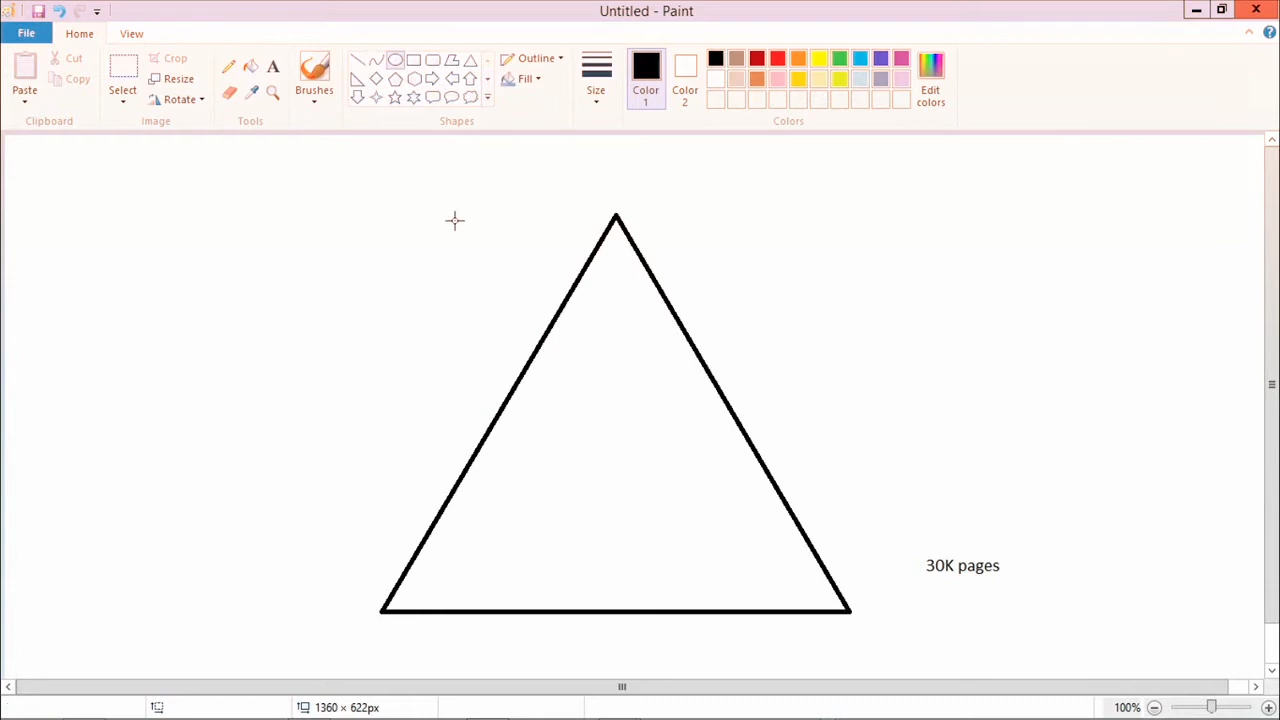 Untitled - Paint
File Home View
Paste
Cut
Copy
Clipboard
Select
Crop
Resize
Rotate
Image
A
Tools
Brushes
Shapes
Outline
Fill
Size
Color 1
Color 2
Edit colors
Colors
30K pages
1360 × 622px
100%